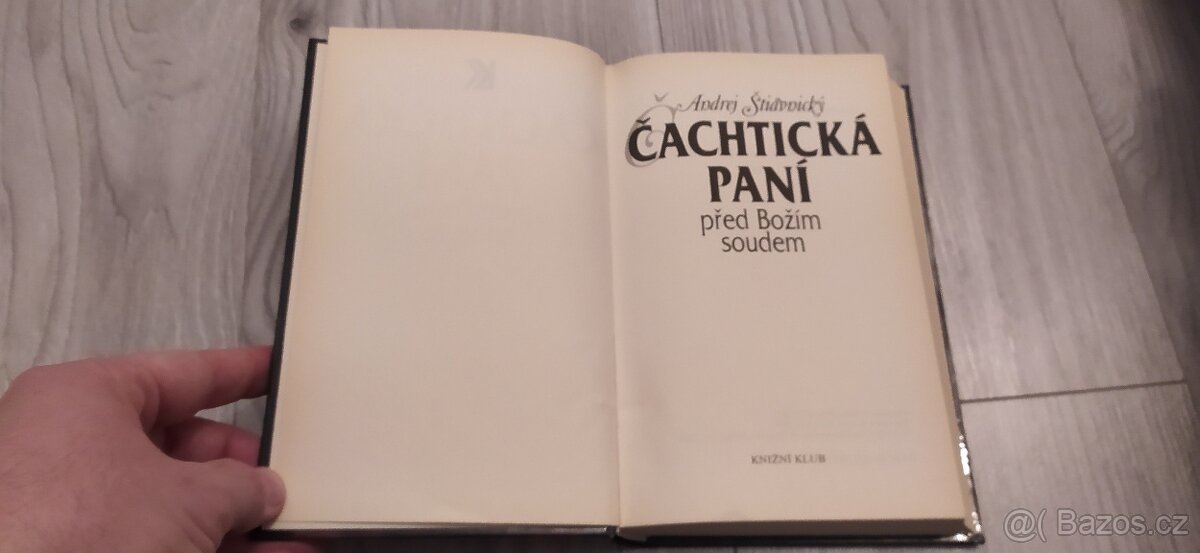 Andrej Štiavnický
ČACHTICKÁ
PANÍ
před Božím
soudem
KNIŽNÍ KLUB
@( Bazos.cz